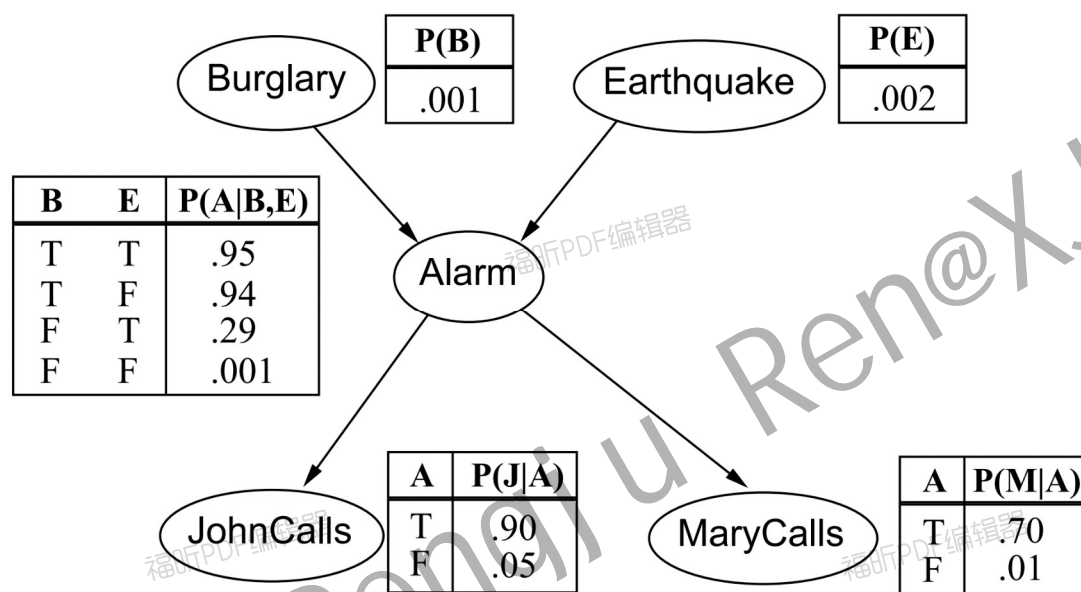 P(B)
.001
Burglary
P(E)
.002
Earthquake
B E P(A|B,E)
T T .95
T F .94
F T .29
F F .001
Alarm
福昕PDF编辑器
A P(J|A)
T .90
F .05
JohnCalls
福昕PDF编辑器
A P(M|A)
T .70
F .01
MaryCalls
福昕PDF编辑器
engju Ren@XJ